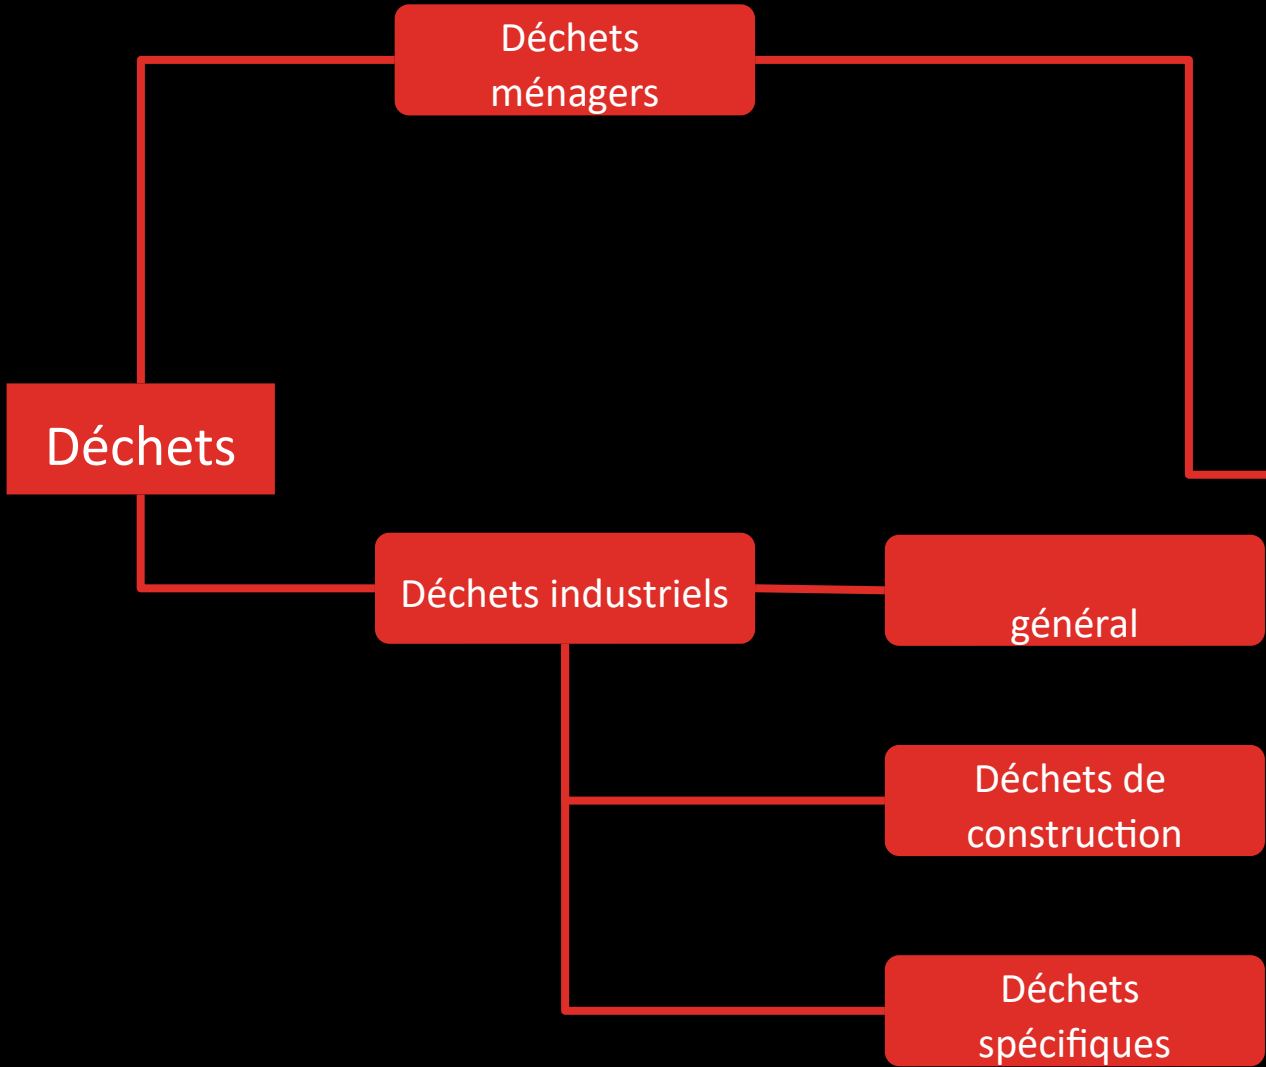 Déchets
ménagers
Déchets
Déchets industriels
général
Déchets de
construction
Déchets
spécifiques